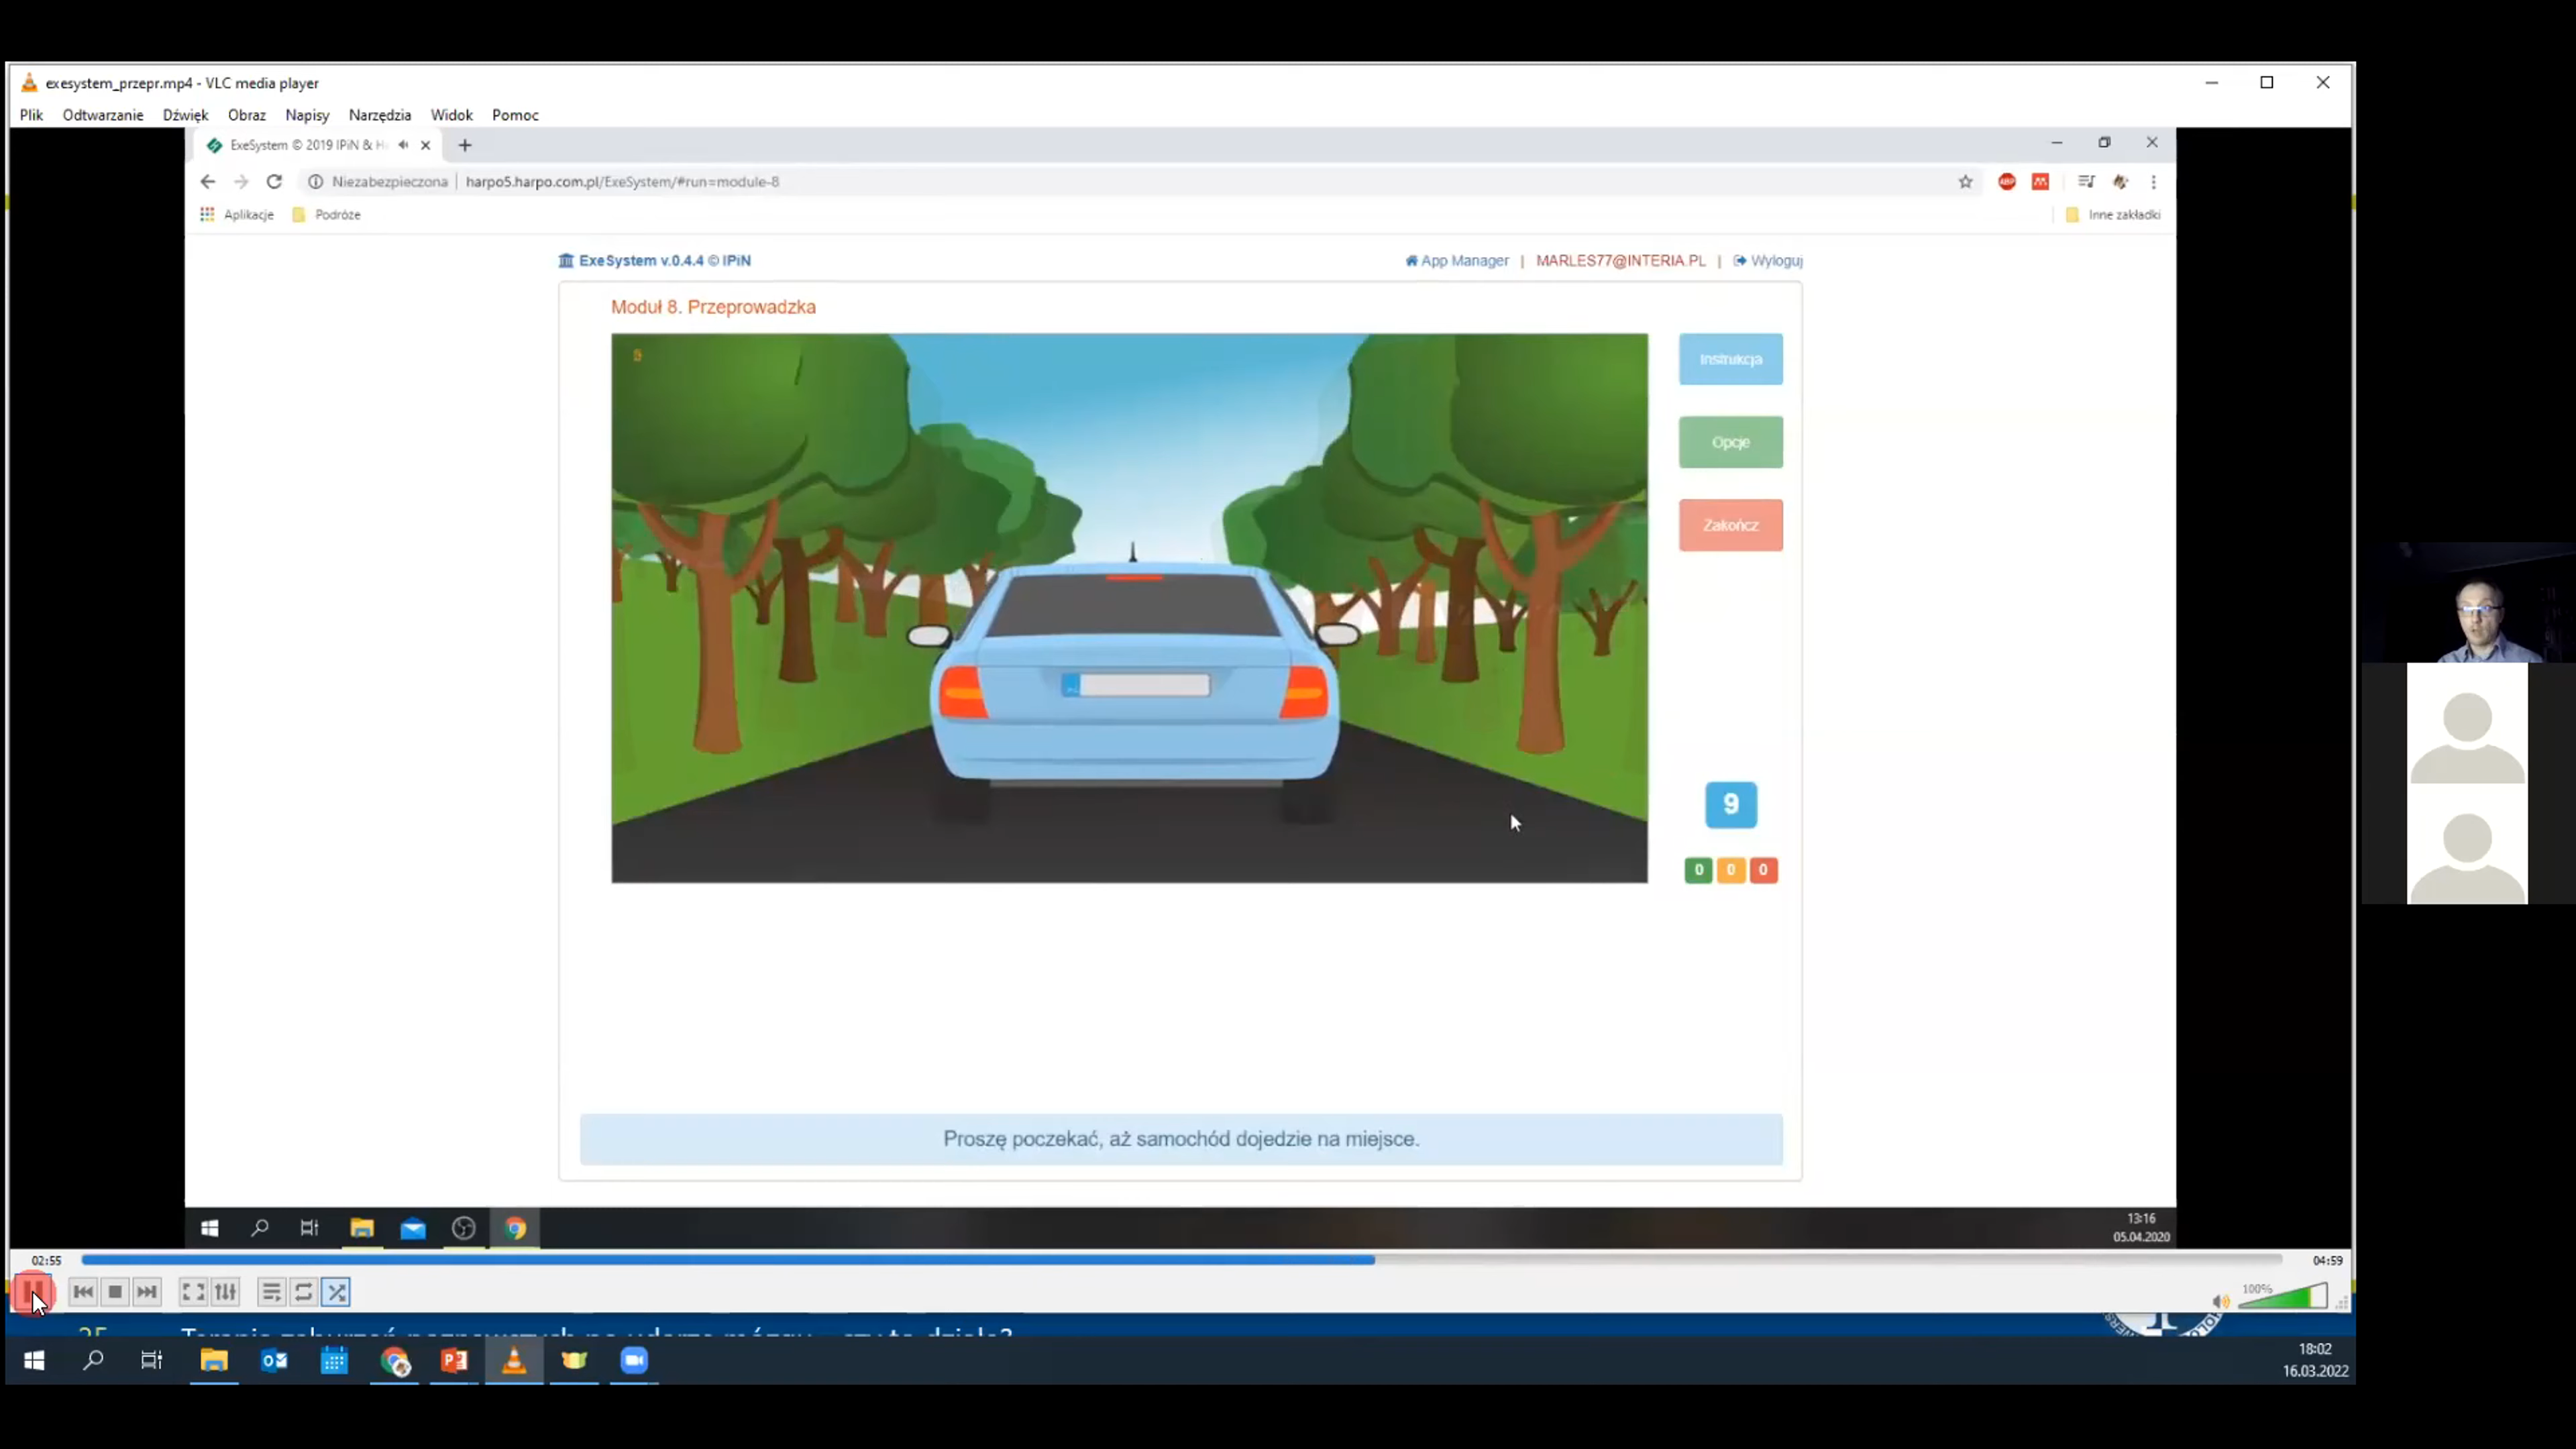 exesystem_przepr.mp4 - VLC media player
Plik Odtwarzanie Dźwięk Obraz Napisy Narzędzia Widok Pomoc
ExeSystem © 2019 IPiN &
Niezabezpieczona harpo5.harpo.com.pl/ExeSystem/#run=module-8
ABP
Aplikacje Podróże Inne zakładki
ExeSystem v.0.4.4 © IPiN App Manager | MARLES77@INTERIA.PL | Wyloguj
Moduł 8. Przeprowadzka
9
Instrukcja
Opcje
Zakończ
9
0 0 0
Proszę poczekać, aż samochód dojedzie na miejsce.
13:16
05.04.2020
02:55 04:59
100%
18:02
16.03.2022